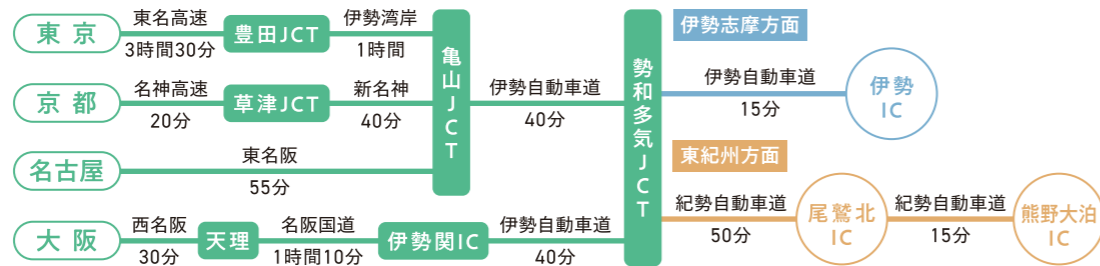 東京
東名高速
3時間30分
豊田JCT
伊勢湾岸
1時間
京都
名神高速
20分
草津JCT
新名神
40分
名古屋
東名阪
55分
亀山JCT
伊勢自動車道
40分
大阪
西名阪
30分
天理
名阪国道
1時間10分
伊勢関IC
伊勢自動車道
40分
勢和多気JCT
伊勢志摩方面
伊勢自動車道
15分
伊勢
IC
東紀州方面
紀勢自動車道
50分
尾鷲北
IC
紀勢自動車道
15分
熊野大泊
IC